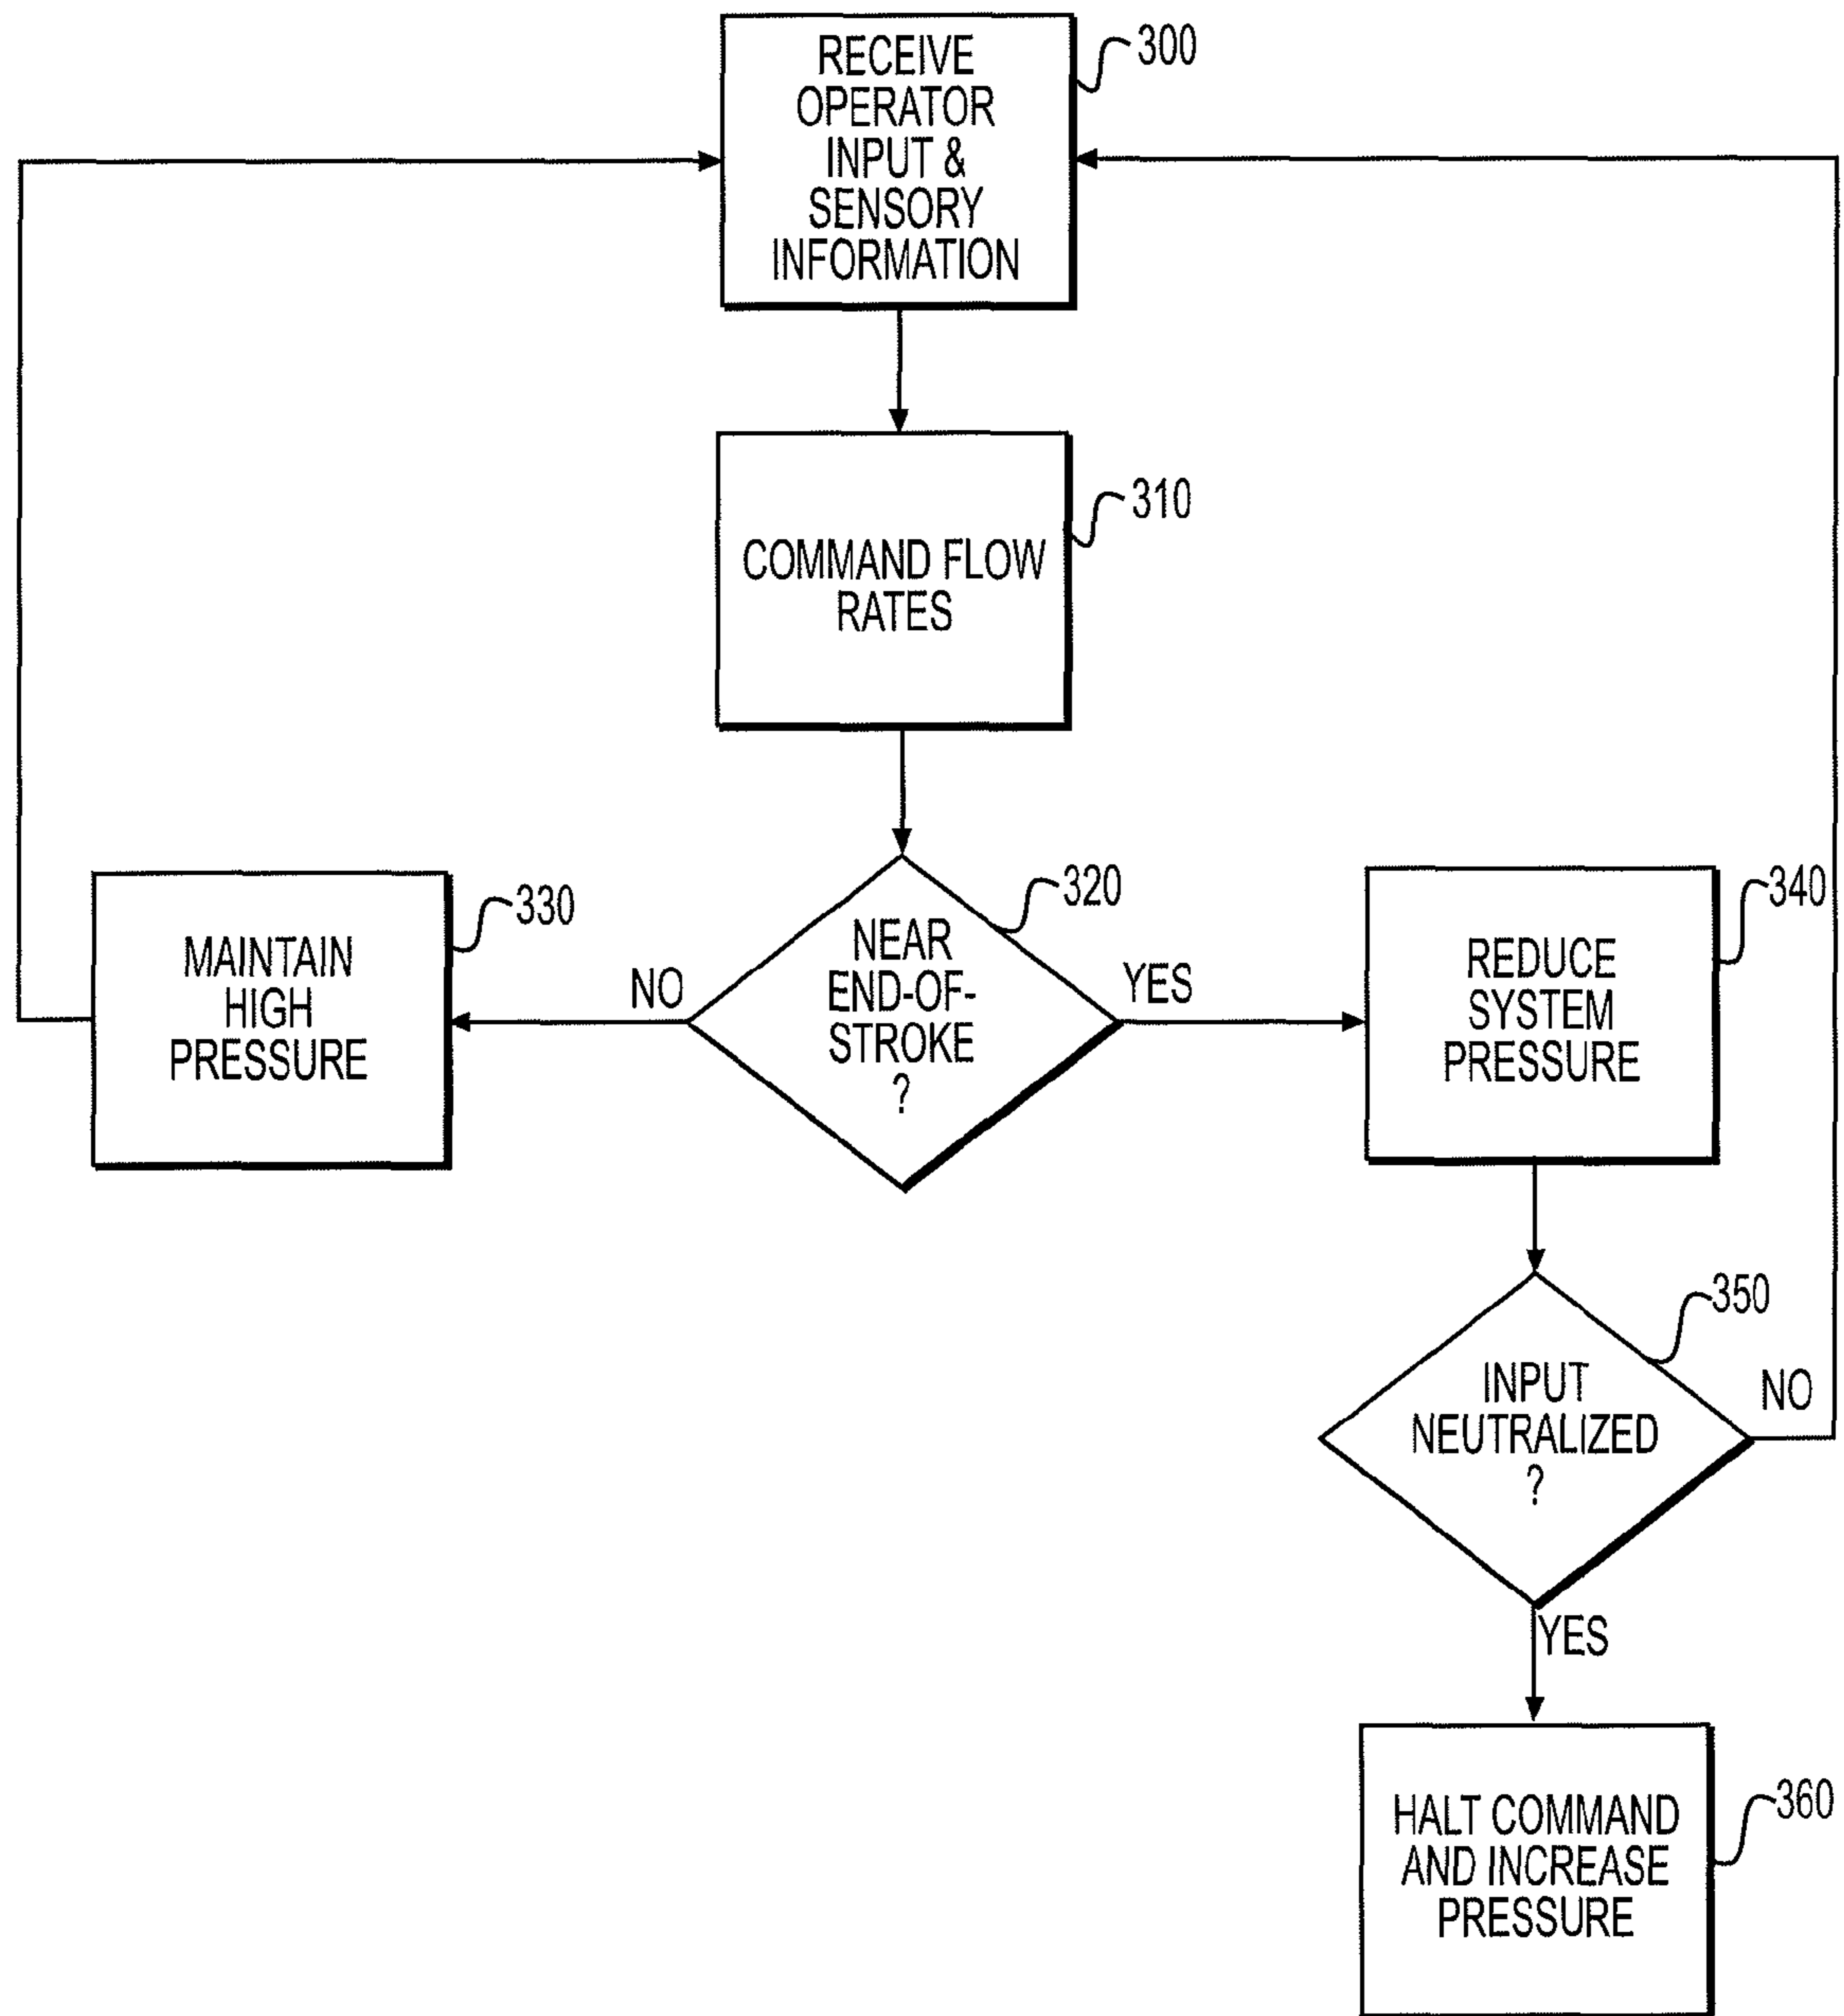 RECEIVE
OPERATOR
INPUT &
SENSORY
INFORMATION
300
COMMAND FLOW
RATES
310
NEAR
END-OF-
STROKE
?
320
NO
YES
MAINTAIN
HIGH
PRESSURE
330
REDUCE
SYSTEM
PRESSURE
340
INPUT
NEUTRALIZED
?
350
NO
YES
HALT COMMAND
AND INCREASE
PRESSURE
360